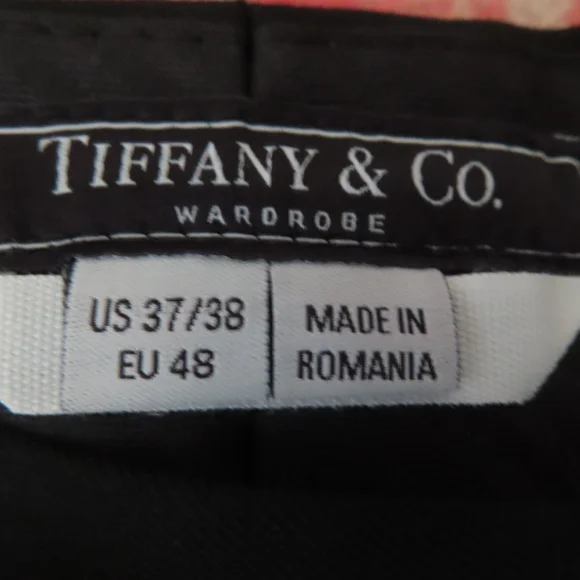 TIFFANY & CO.
WARDROBE
US 37/38
EU 48
MADE IN
ROMANIA